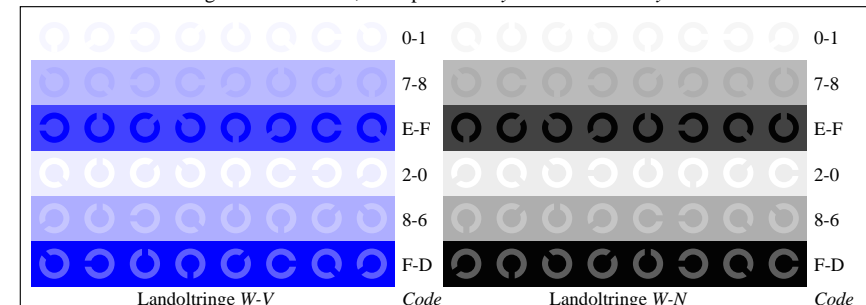 0-1 0-1
7-8 7-8
E-F E-F
2-0 2-0
8-6 8-6
F-D F-D
Landoltringe W-V Code Landoltringe W-N Code